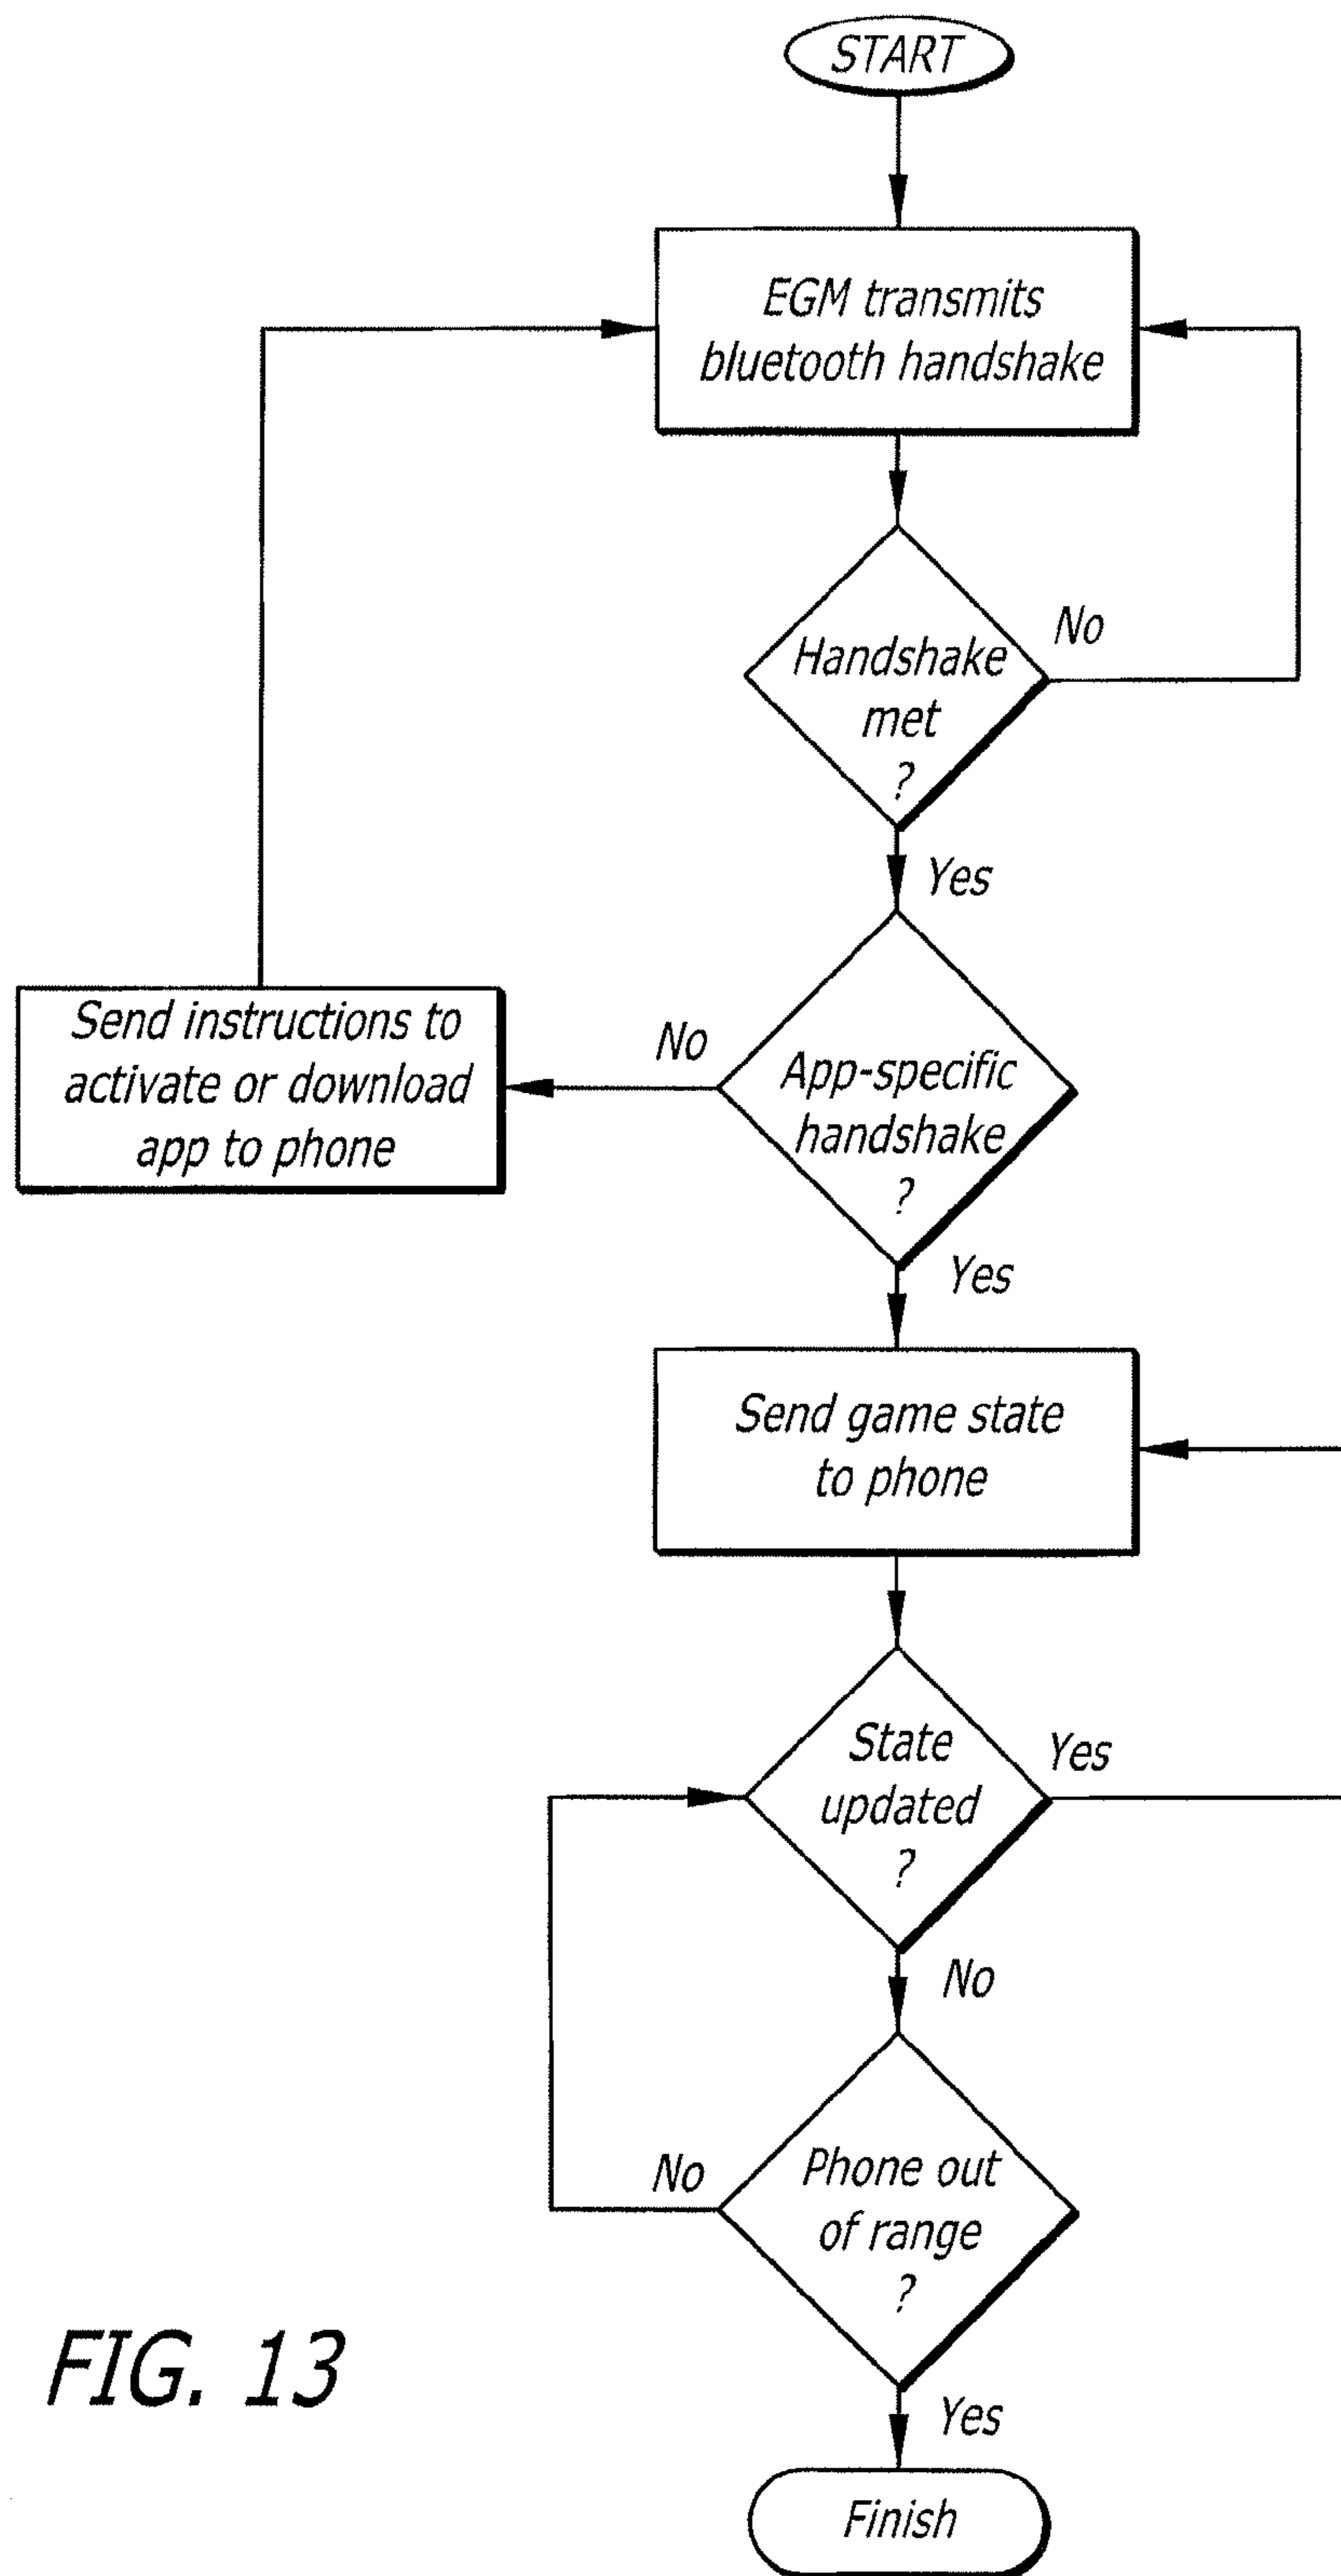 START
EGM transmits
bluetooth handshake
Handshake
met
?
No
Yes
Send instructions to
activate or download
app to phone
No
App-specific
handshake
?
Yes
Send game state
to phone
State
updated
?
Yes
No
Phone out
of range
?
No
Yes
Finish
FIG. 13